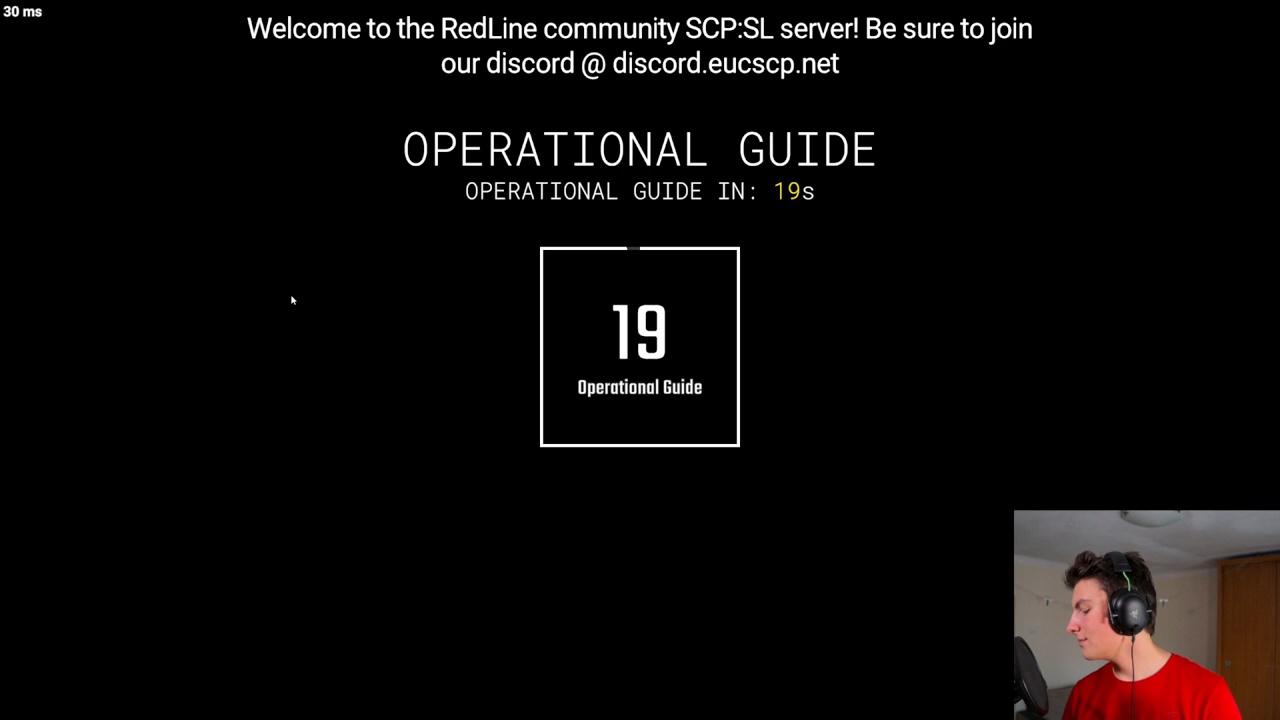 30 ms
Welcome to the RedLine community SCP:SL server! Be sure to join
our discord @ discord.eucscp.net
OPERATIONAL GUIDE
OPERATIONAL GUIDE IN: 19s
19
Operational Guide